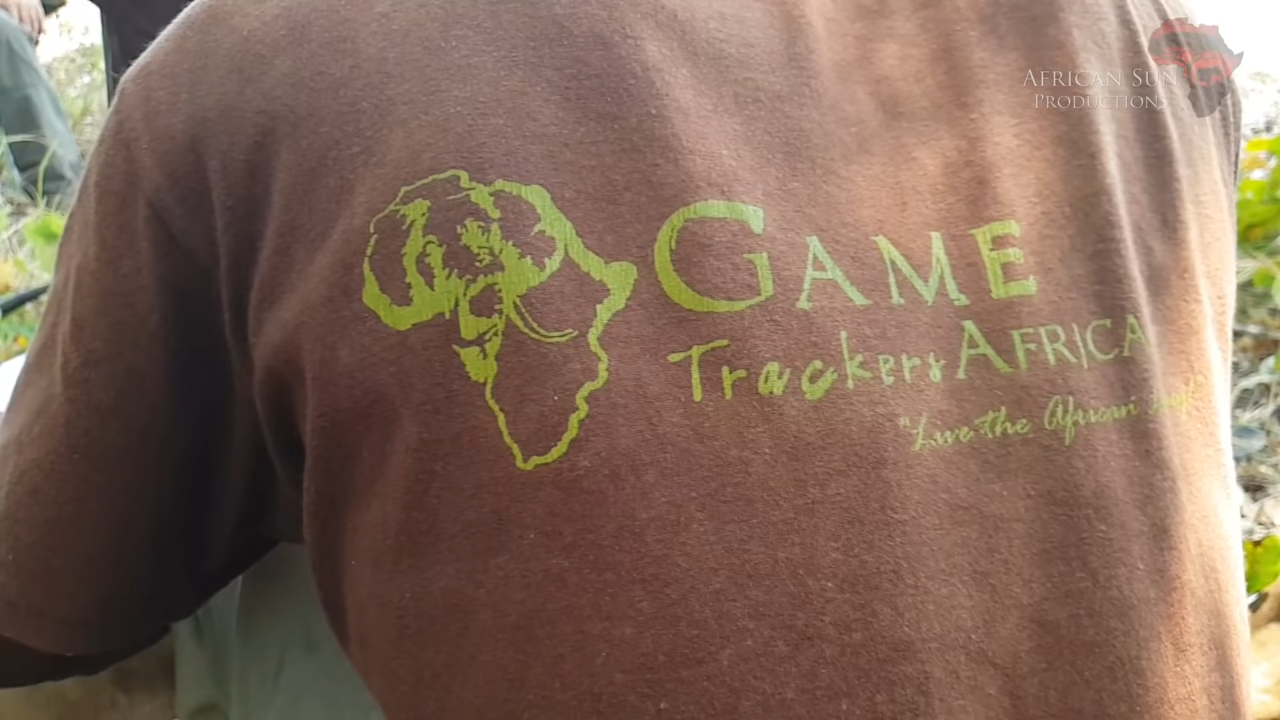 AFRICAN SUN
PRODUCTIONS
GAME
Trackers AFRICA
"Live the African